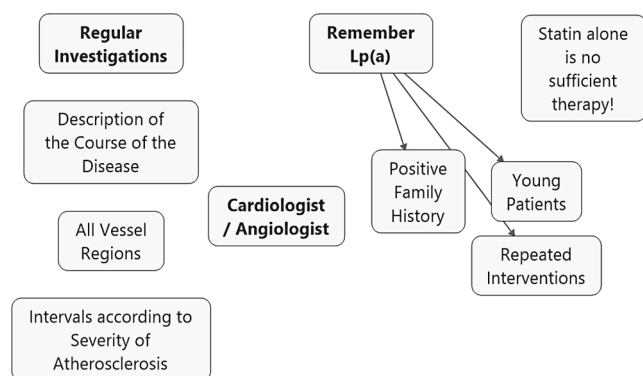 Regular
Investigations
Description of
the Course of the
Disease
All Vessel
Regions
Intervals according to
Severity of
Atherosclerosis
Cardiologist
/ Angiologist
Remember
Lp(a)
Positive
Family
History
Young
Patients
Repeated
Interventions
Statin alone
is no
sufficient
therapy!